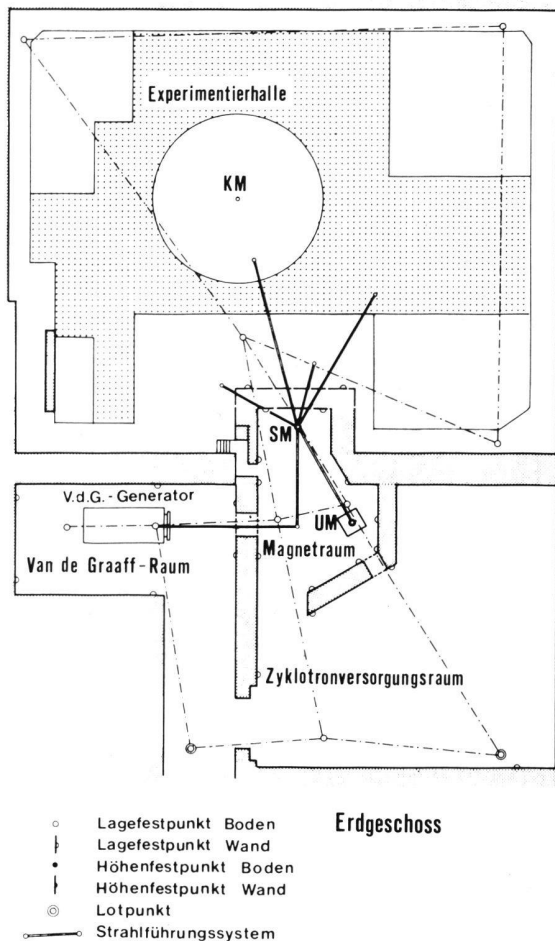 Experimentierhalle
KM
SM
V.d.G.-Generator
UM
Magnetraum
Van de Graaff-Raum
Zyklotronversorgungsraum
Erdgeschoss
Lagefestpunkt Boden
Lagefestpunkt Wand
Höhenfestpunkt Boden
Höhenfestpunkt Wand
Lotpunkt
Strahlführungssystem